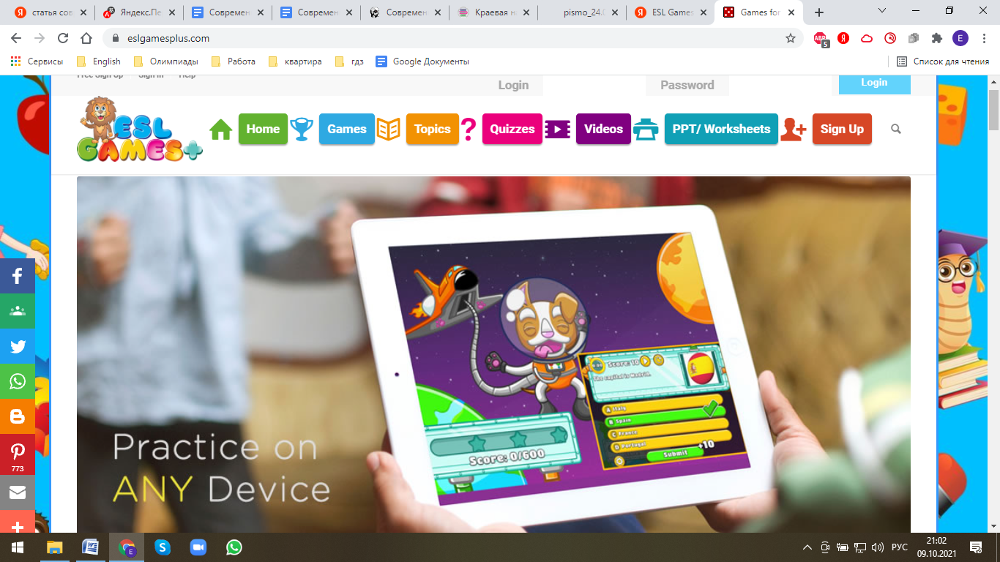 статья сов
Яндекс.Пе
Современ
Современ
Современ
Краевая н
pismo_24.0
ESL Games
Games for
eslgamesplus.com
ABP
5
E
Сервисы
English
Олимпиады
Работа
квартира
гдз
Google Документы
Список для чтения
Free Sign Up
Sign In
Help
Login
Password
Login
ESL
GAMES+
Home
Games
Topics
Quizzes
Videos
PPT/ Worksheets
Sign Up
Score: 10
The capital is Madrid.
A Italy
B Spain
C France
D Portugal
+10
Submit
Score: 0/600
Practice on
ANY Device
773
РУС
21:02
09.10.2021